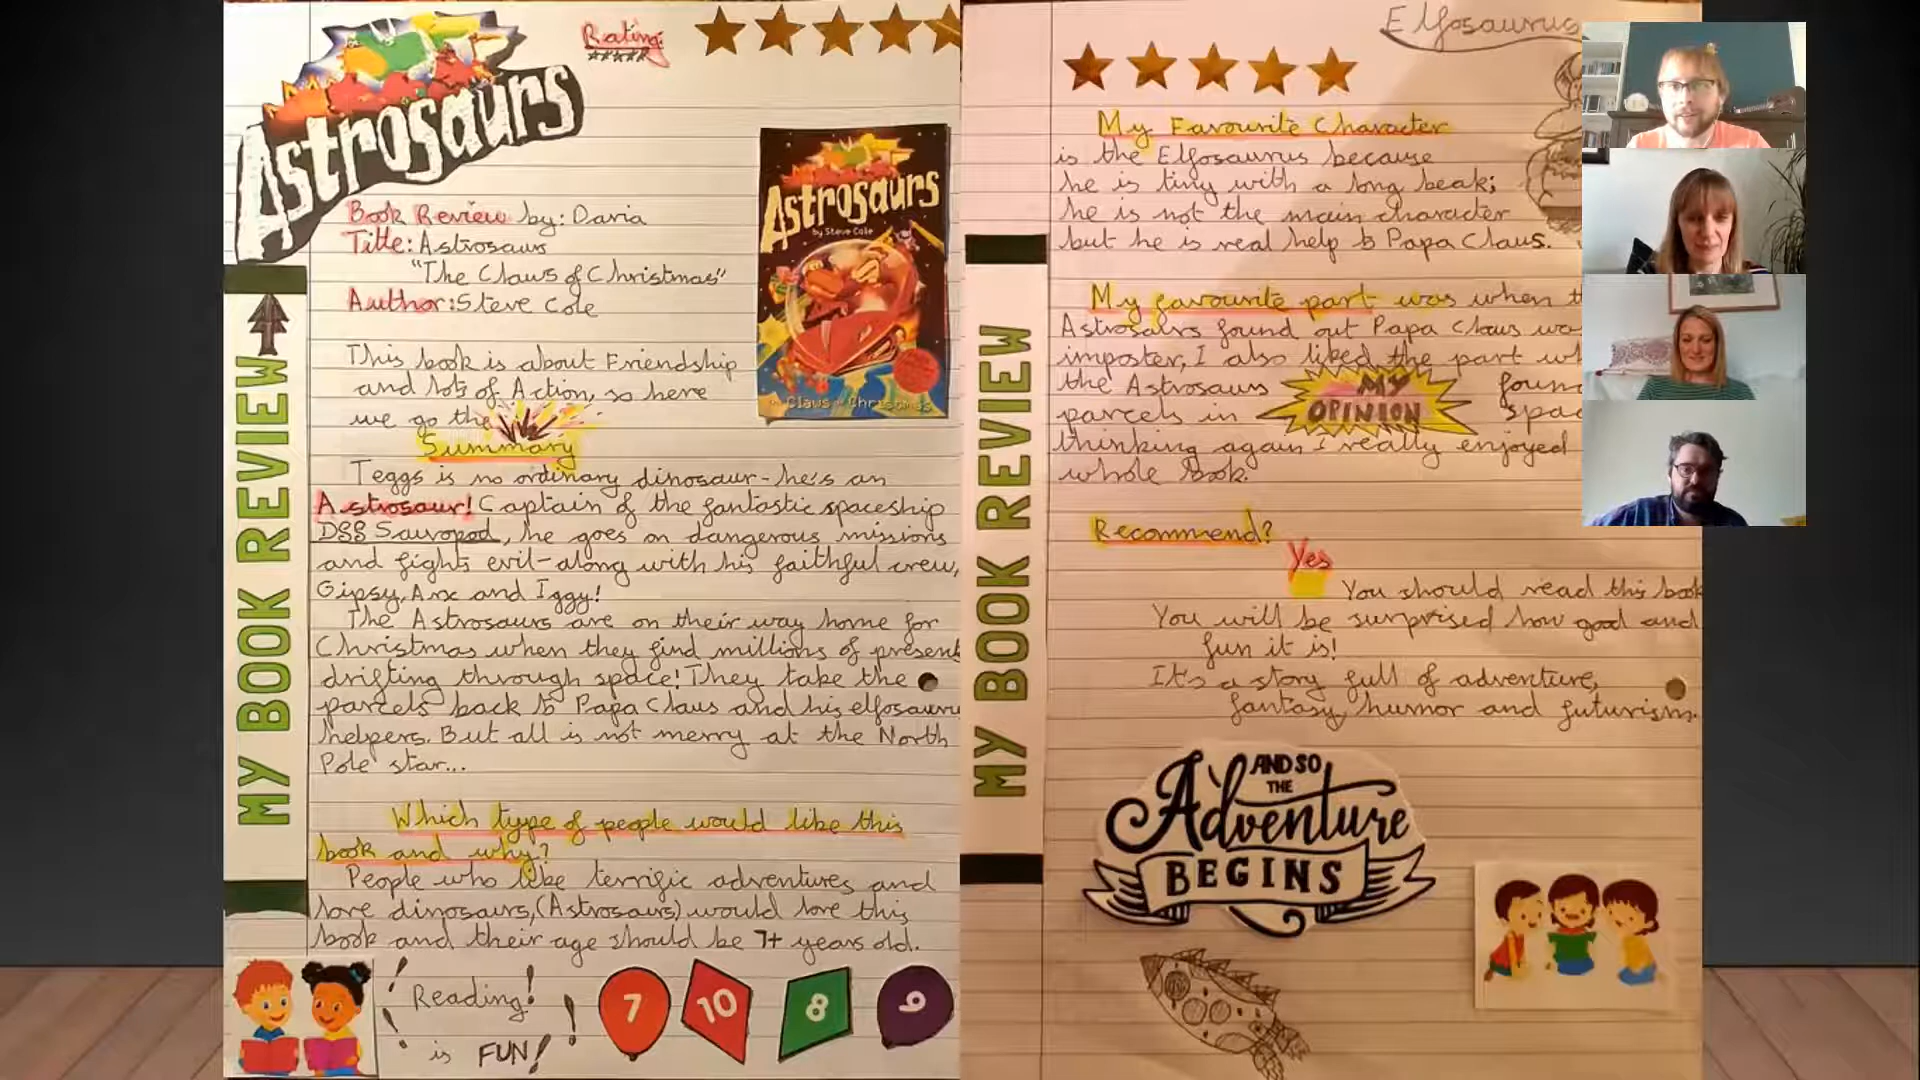 Astrosaurs
Rating:
Astrosaurs
by Steve Cole
Claws Christmas
Book Review by: Daria
Title: Astrosaurs
"The Claws of Christmas"
Author: Steve Cole
This book is about Friendship
and lots of Action, so here
we go the
Summary
Teggs is no ordinary dinosaur - he's an
Astrosaur! Captain of the fantastic spaceship
DSS Sauropod, he goes on dangerous missions
and fights evil-along with his faithful crew,
Gipsy, Arx and Iggy!
The Astrosaurs are on their way home for
Christmas when they find millions of present
drifting through space! They take the
parcels back to Papa Claus and his elfosauru
helpers. But all is not merry at the North
Pole star...
Which type of people would like this
book and why?
People who like terrific adventures and
love dinosaurs, (Astrosaurs) would love this
book and their age should be 7+ years old.
Reading!
is FUN!
7 10 8 9
MY BOOK REVIEW
Elfosaurus
My Favourite Character
is the Elfosaurus because
he is tiny with a long beak;
he is not the main character
but he is real help to Papa Claus.
My favourite part was when t
Astrosaurs found out Papa Claus wa
imposter, I also liked the part wh
the Astrosaurs foun
MY
OPINION
parcels in spac
thinking again I really enjoyed
whole book.
Recommend?
Yes
You should read this book
You will be surprised how good and
fun it is!
It's a story full of adventure,
fantasy, humor and futurism.
MY BOOK REVIEW
AND SO
THE
Adventure
BEGINS